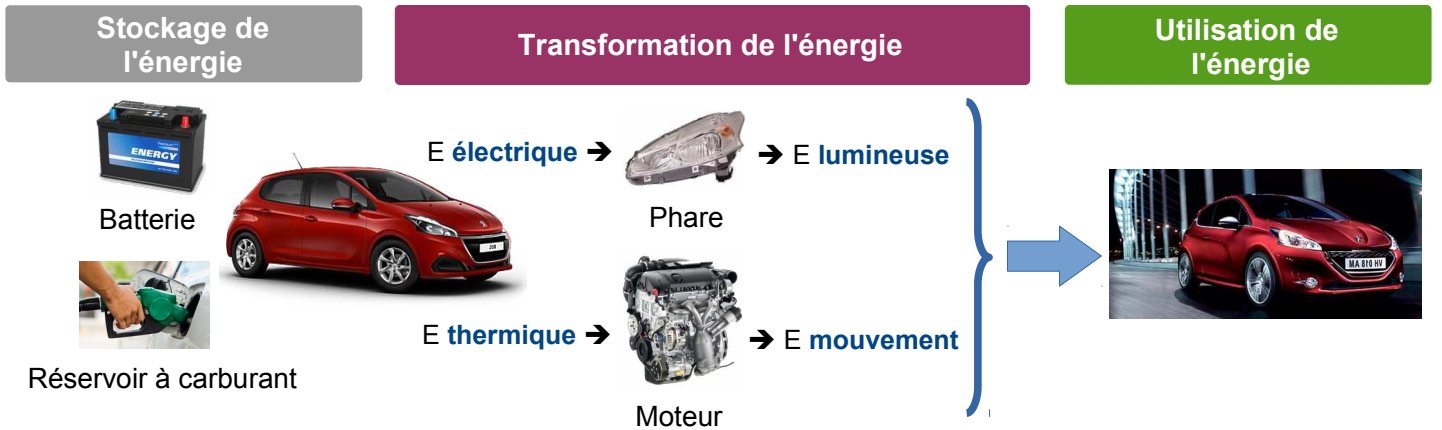 Stockage de
l'énergie
Transformation de l'énergie
Utilisation de
l'énergie
ENERGY
Batterie
E électrique ➔
➔ E lumineuse
Phare
208
MA 810 HV
Réservoir à carburant
E thermique ➔
➔ E mouvement
Moteur